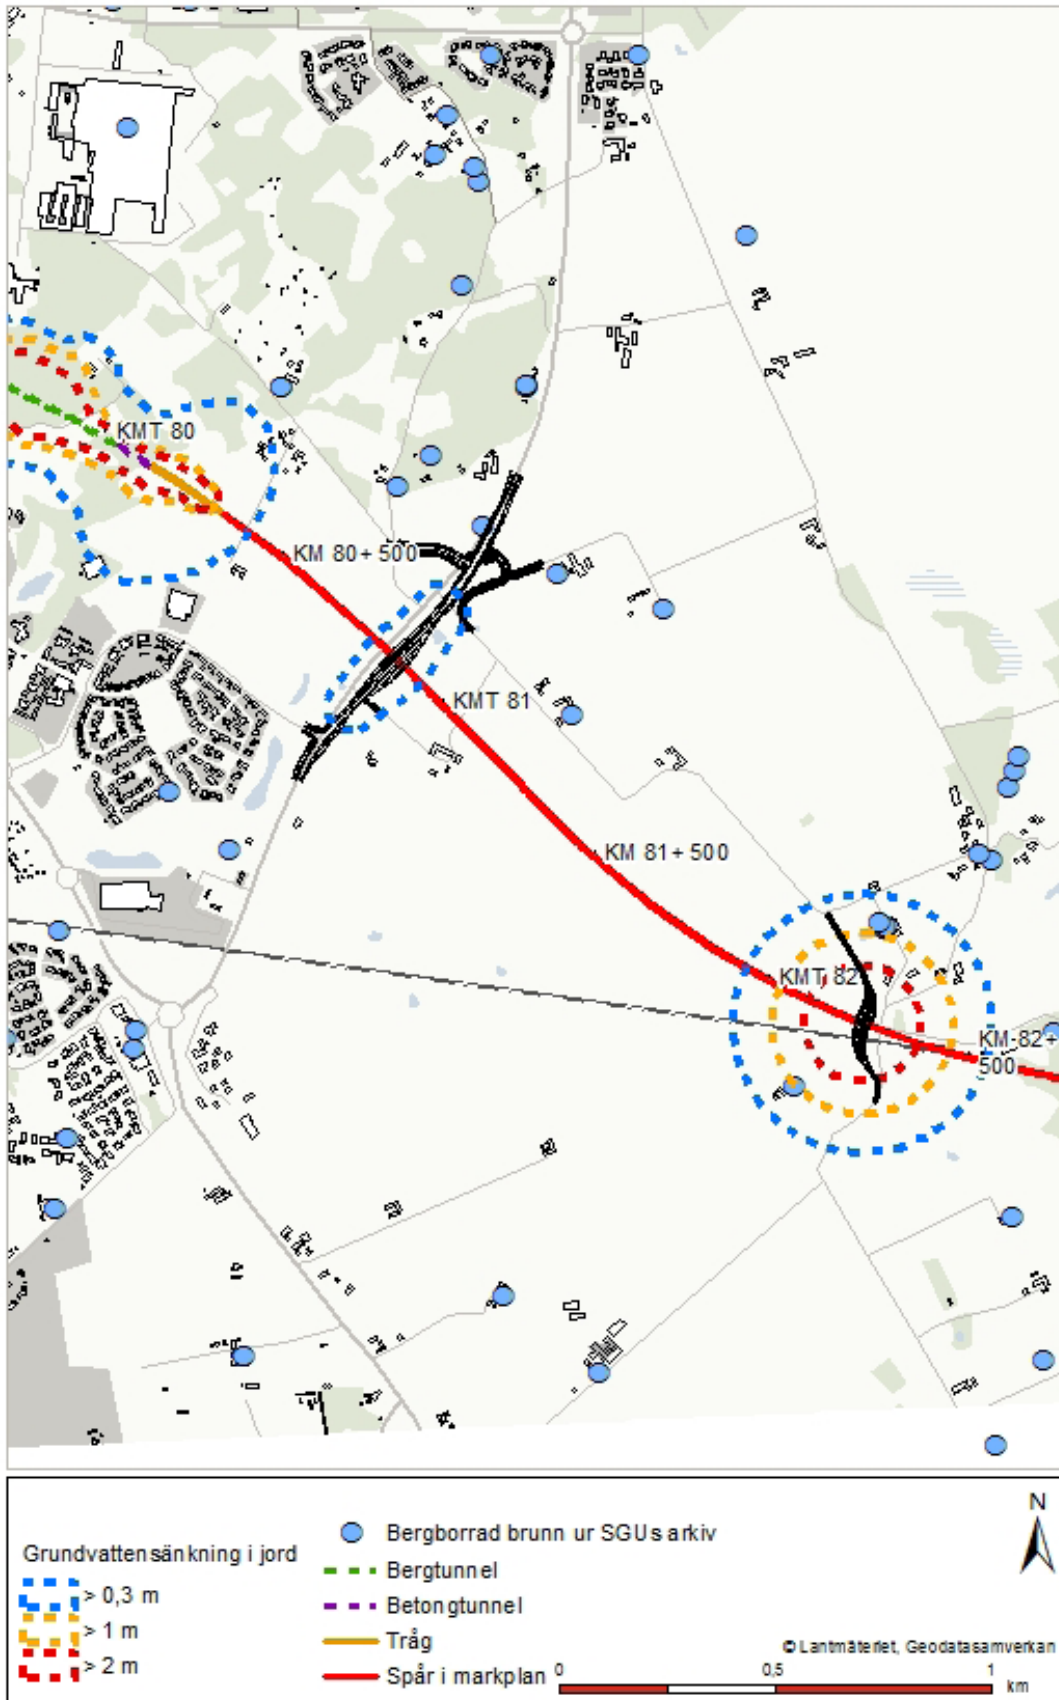 KMT 80
KM 80+ 500
KMT 81
KM 81+ 500
KMT 82
KM 82+
500
N
Grundvattensänkning i jord
> 0,3 m
> 1 m
> 2 m
Bergborrad brunn ur SGUs arkiv
Bergtunnel
Betongtunnel
Tråg
Spår i markplan
© Lantmäteriet, Geodatasamverkan
0 0,5 1
km